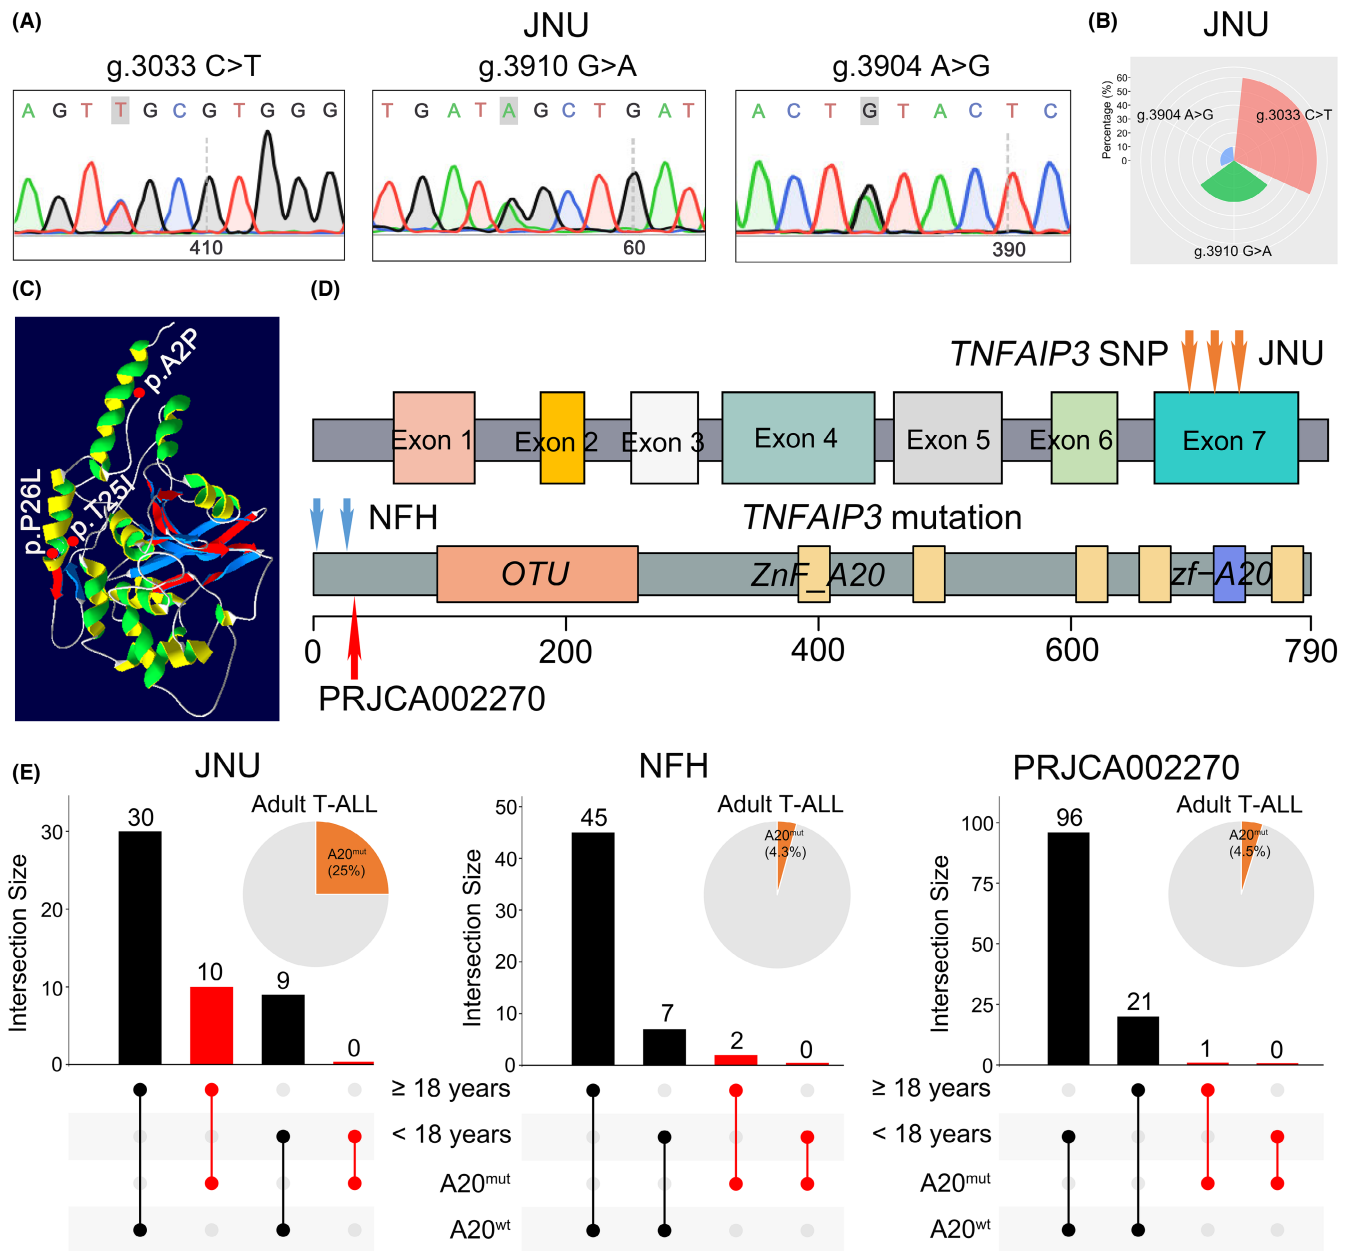 (A)
JNU
g.3033 C>T
g.3910 G>A
g.3904 A>G
A G T T G C G T G G G
T G A T A G C T G A T
A C T G T A C T C
410
60
390
(B)
JNU
Percentage (%)
60
50
40
30
20
10
0
g.3904 A>G
g.3033 C>T
g.3910 G>A
(C)
p.A2P
p.P26L
p.T25I
(D)
TNFAIP3 SNP
JNU
Exon 1
Exon 2
Exon 3
Exon 4
Exon 5
Exon 6
Exon 7
NFH
TNFAIP3 mutation
OTU
ZnF_A20
zf-A20
0
200
400
600
790
PRJCA002270
(E)
JNU
Intersection Size
30
20
10
0
30
10
9
0
Adult T-ALL
A20mut
(25%)
NFH
Intersection Size
50
40
30
20
10
0
45
7
2
0
Adult T-ALL
A20mut
(4.3%)
≥ 18 years
< 18 years
A20mut
A20wt
PRJCA002270
Intersection Size
100
75
50
25
0
96
21
1
0
Adult T-ALL
A20mut
(4.5%)
≥ 18 years
< 18 years
A20mut
A20wt